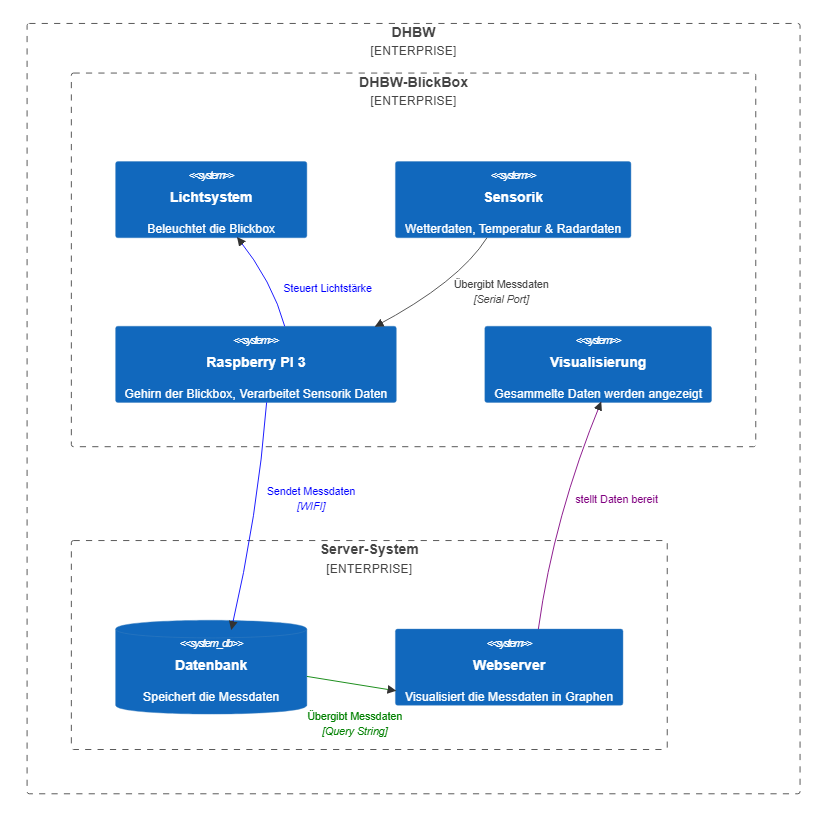 DHBW
[ENTERPRISE]
DHBW-BlickBox
[ENTERPRISE]
<<system>>
Lichtsystem
Beleuchtet die Blickbox
<<system>>
Sensorik
Wetterdaten, Temperatur & Radardaten
Steuert Lichtstärke
Übergibt Messdaten
[Serial Port]
<<system>>
Raspberry PI 3
Gehirn der Blickbox, Verarbeitet Sensorik Daten
<<system>>
Visualisierung
Gesammelte Daten werden angezeigt
Sendet Messdaten
[WIFI]
stellt Daten bereit
Server-System
[ENTERPRISE]
<<system_db>>
Datenbank
Speichert die Messdaten
<<system>>
Webserver
Visualisiert die Messdaten in Graphen
Übergibt Messdaten
[Query String]